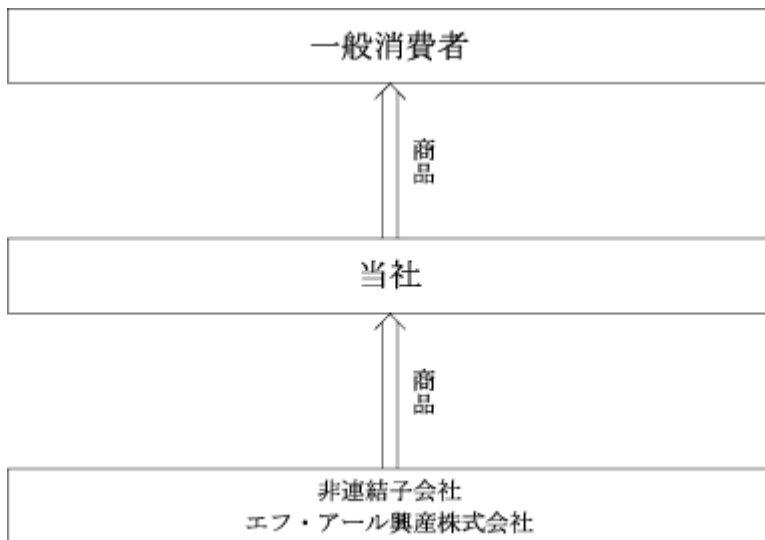 一般消費者
商品
当社
商品
非連結子会社
エフ・アール興産株式会社